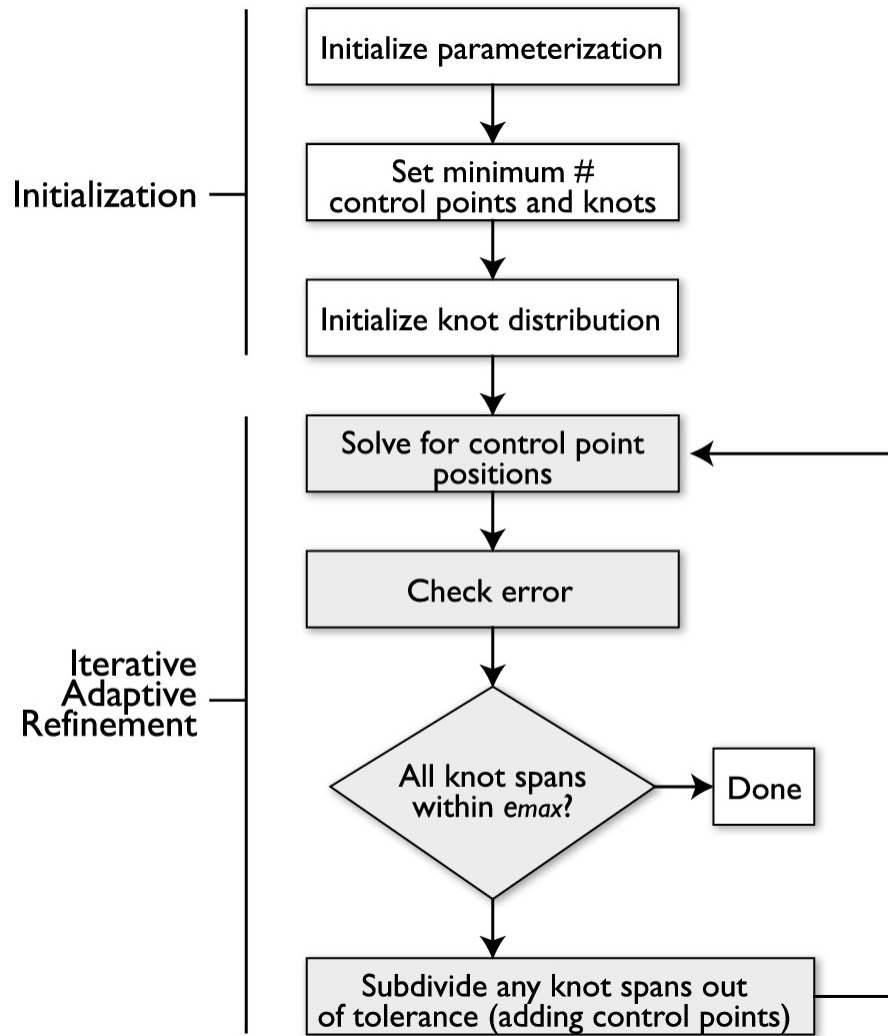 Initialize parameterization
Set minimum #
control points and knots
Initialization
Initialize knot distribution
Solve for control point
positions
Check error
Iterative
Adaptive
Refinement
All knot spans
within emax?
Done
Subdivide any knot spans out
of tolerance (adding control points)